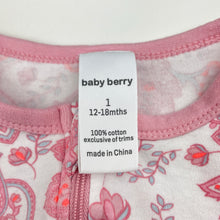 baby berry
1
12-18mths
100% cotton
exclusive of trims
made in China